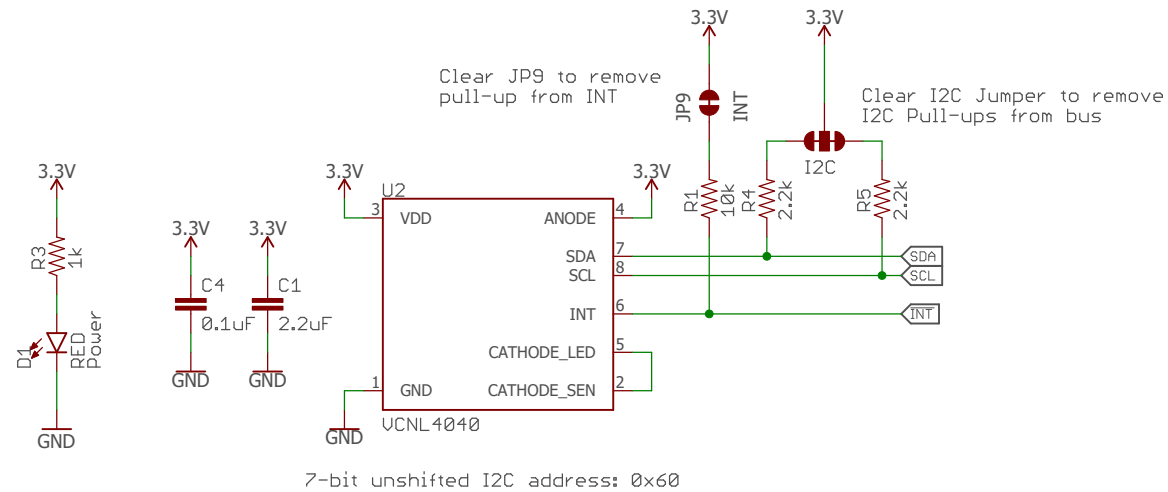 3.3V
3.3V
Clear JP9 to remove
pull-up from INT
JP9
INT
Clear I2C Jumper to remove
I2C Pull-ups from bus
I2C
3.3V
R3
1k
D1
RED
Power
GND
3.3V
C4
0.1uF
GND
3.3V
C1
2.2uF
GND
3.3V
U2
3.3V
3
VDD
ANODE
4
SDA
7
SCL
8
INT
6
CATHODE_LED
5
1
GND
CATHODE_SEN
2
VCNL4040
GND
R1
10k
R4
2.2k
R5
2.2k
SDA
SCL
INT
7-bit unshifted I2C address: 0x60